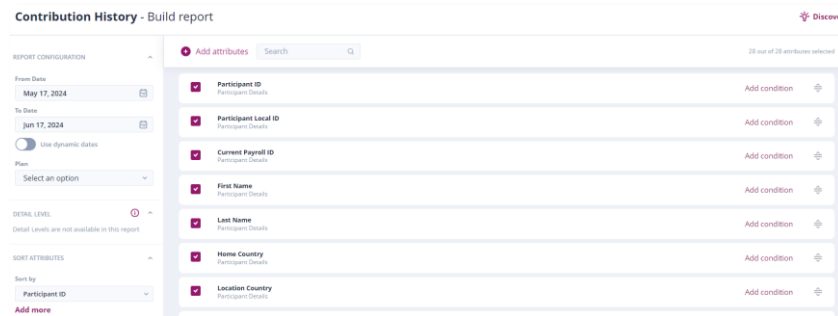 Contribution History - Build report
Discove
REPORT CONFIGURATION
From Date
May 17, 2024
To Date
Jun 17, 2024
Use dynamic dates
Plan
Select an option
DETAIL LEVEL
Detail Levels are not available in this report
SORT ATTRIBUTES
Sort by
Participant ID
Add more
Add attributes
Search
28 out of 28 attributes selected
Participant ID
Participant Details
Add condition
Participant Local ID
Participant Details
Add condition
Current Payroll ID
Participant Details
Add condition
First Name
Participant Details
Add condition
Last Name
Participant Details
Add condition
Home Country
Participant Details
Add condition
Location Country
Participant Details
Add condition